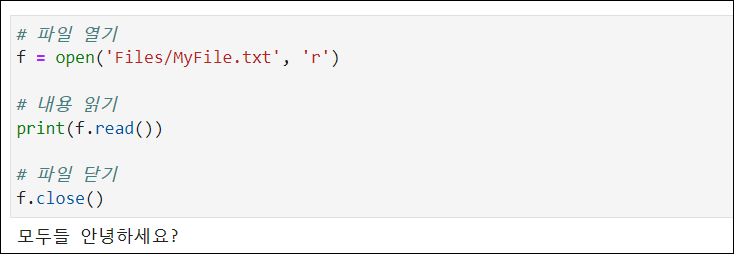 # 파일 열기
f = open('Files/MyFile.txt', 'r')
# 내용 읽기
print(f.read())
# 파일 닫기
f.close()
모두들 안녕하세요?